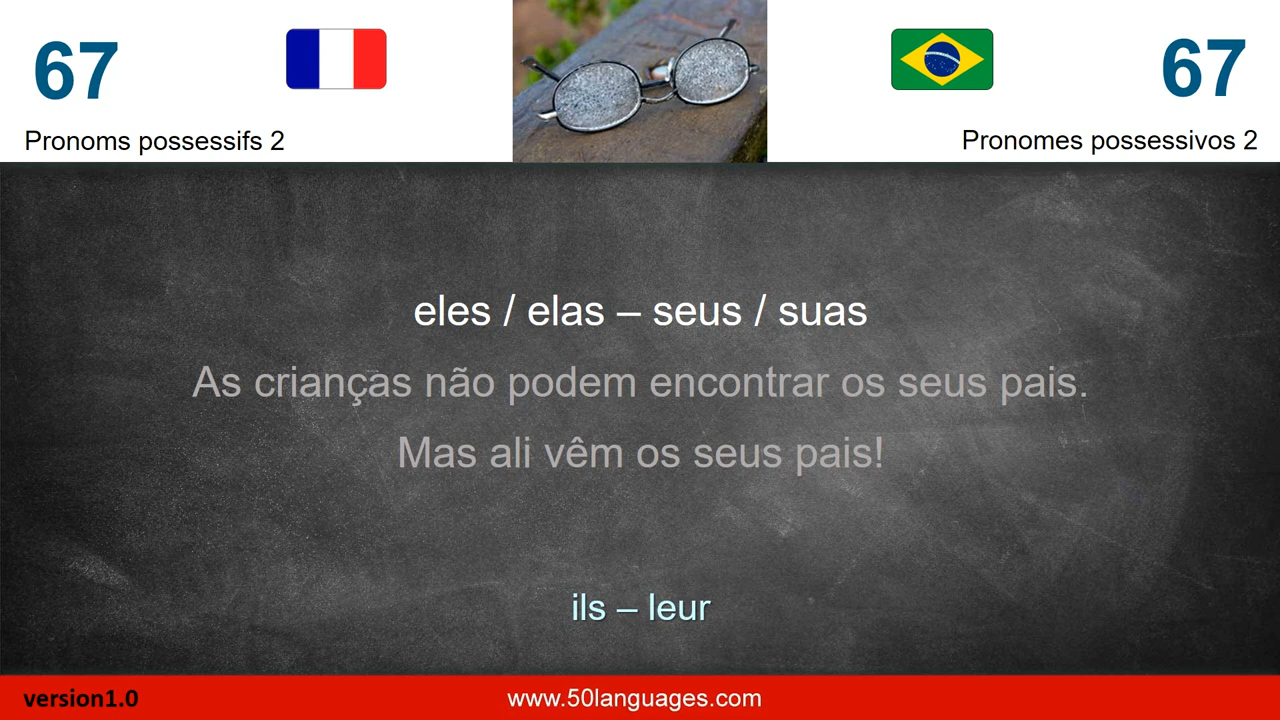 67
67
Pronoms possessifs 2
Pronomes possessivos 2
eles / elas – seus / suas
As crianças não podem encontrar os seus pais.
Mas ali vêm os seus pais!
ils – leur
version1.0
www.50languages.com